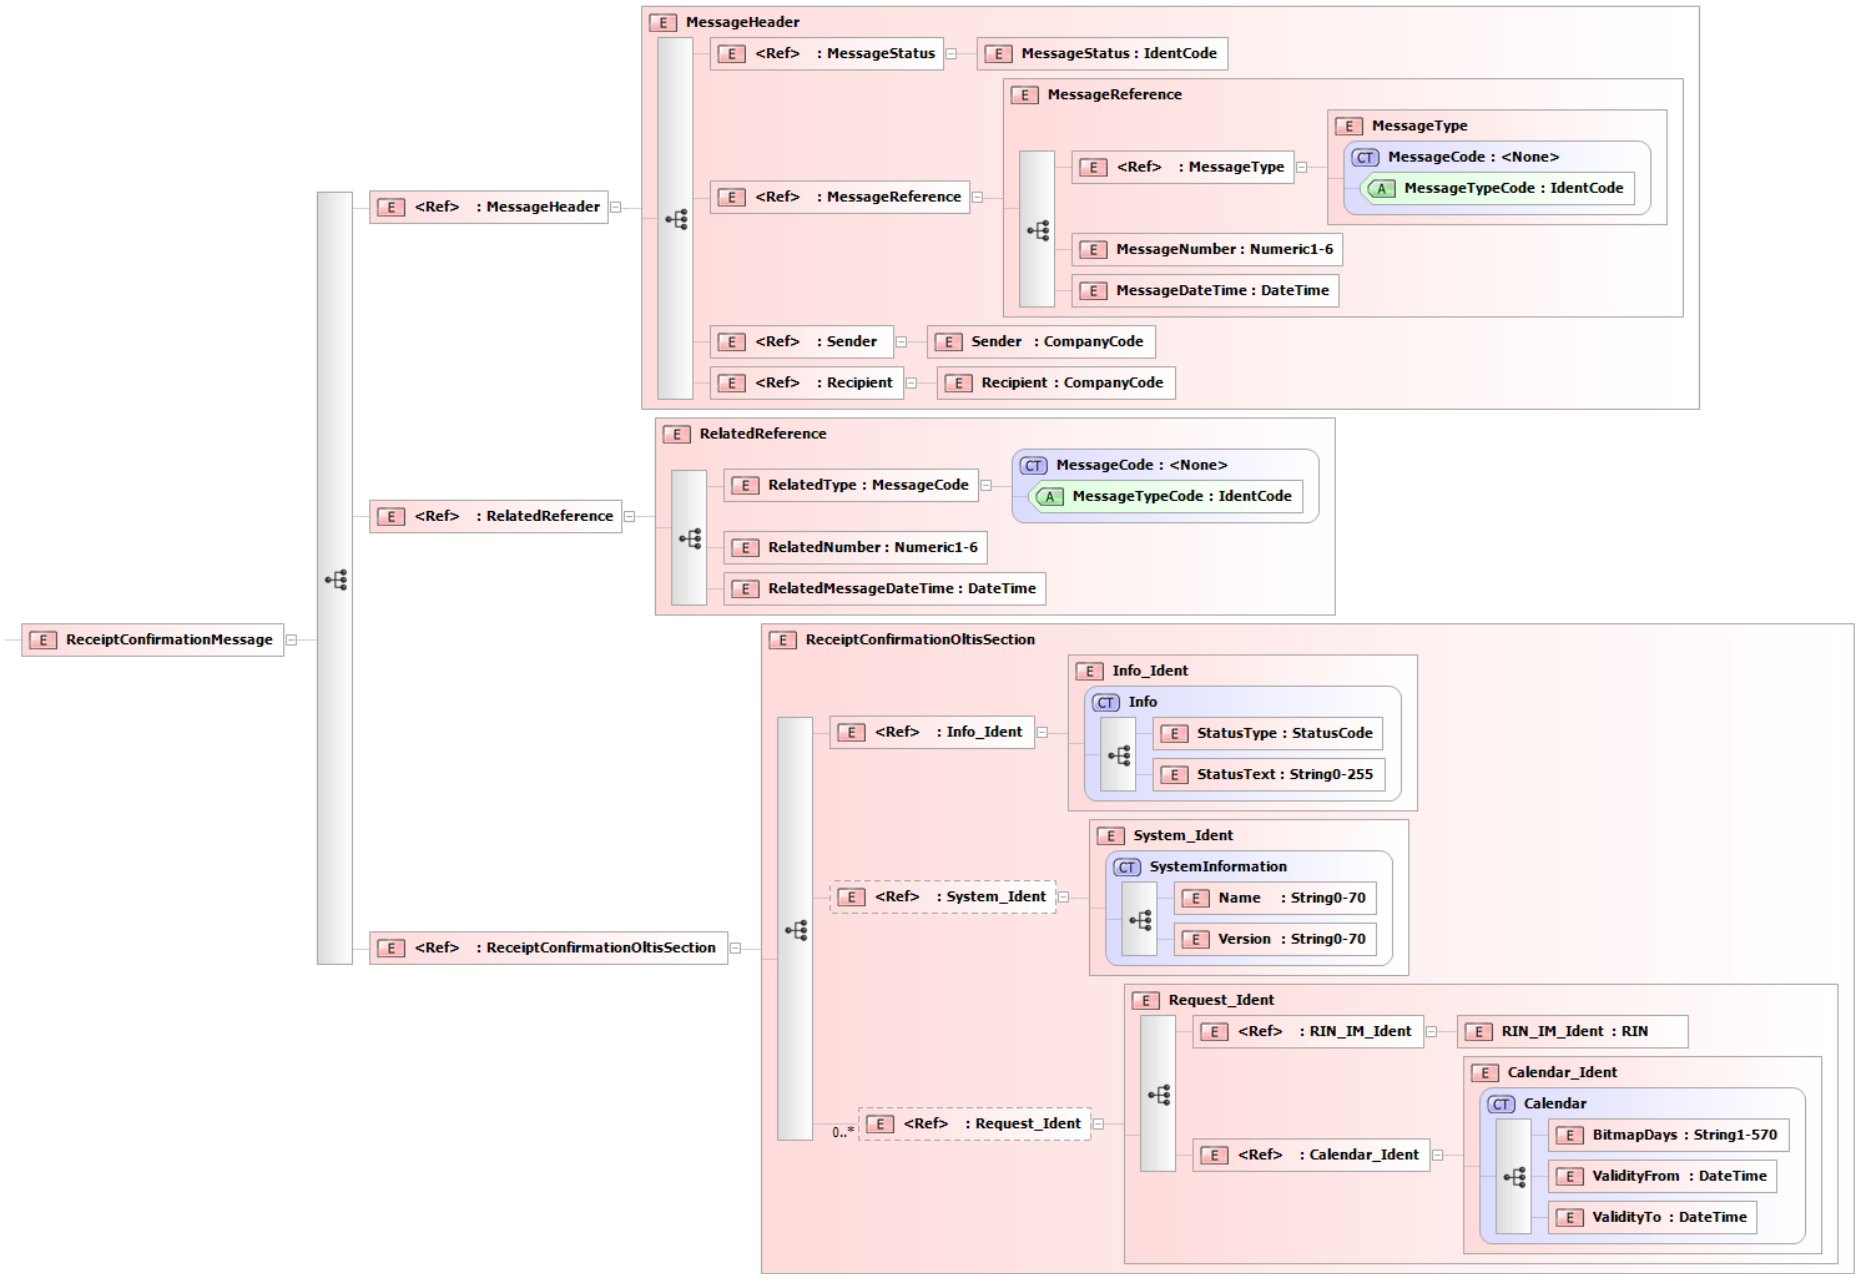 E MessageHeader
E <Ref> : MessageStatus
E MessageStatus : IdentCode
E MessageReference
E MessageType
CT MessageCode : <None>
E <Ref> : MessageType
A MessageTypeCode : IdentCode
E <Ref> : MessageReference
E <Ref> : MessageHeader
E MessageNumber : Numeric1-6
E MessageDateTime : DateTime
E <Ref> : Sender
E Sender : CompanyCode
E <Ref> : Recipient
E Recipient : CompanyCode
E RelatedReference
CT MessageCode : <None>
E RelatedType : MessageCode
A MessageTypeCode : IdentCode
E <Ref> : RelatedReference
E RelatedNumber : Numeric1-6
E RelatedMessageDateTime : DateTime
E ReceiptConfirmationMessage
E ReceiptConfirmationOltisSection
E Info_Ident
CT Info
E <Ref> : Info_Ident
E StatusType : StatusCode
E StatusText : String0-255
E System_Ident
CT SystemInformation
E <Ref> : System_Ident
E Name : String0-70
E Version : String0-70
E <Ref> : ReceiptConfirmationOltisSection
E Request_Ident
E <Ref> : RIN_IM_Ident
E RIN_IM_Ident : RIN
E Calendar_Ident
CT Calendar
0..* E <Ref> : Request_Ident
E BitmapDays : String1-570
E <Ref> : Calendar_Ident
E ValidityFrom : DateTime
E ValidityTo : DateTime